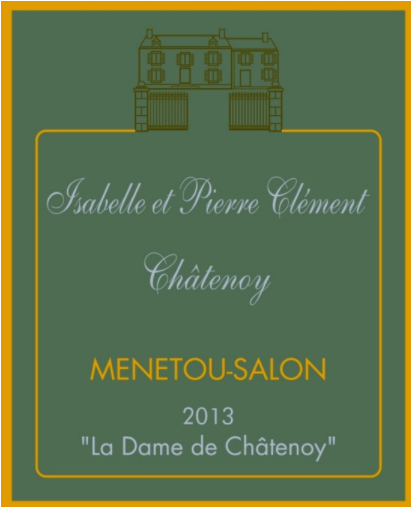 Isabelle et Pierre Clément
Châtenoy
MENETOU-SALON
2013
"La Dame de Châtenoy"